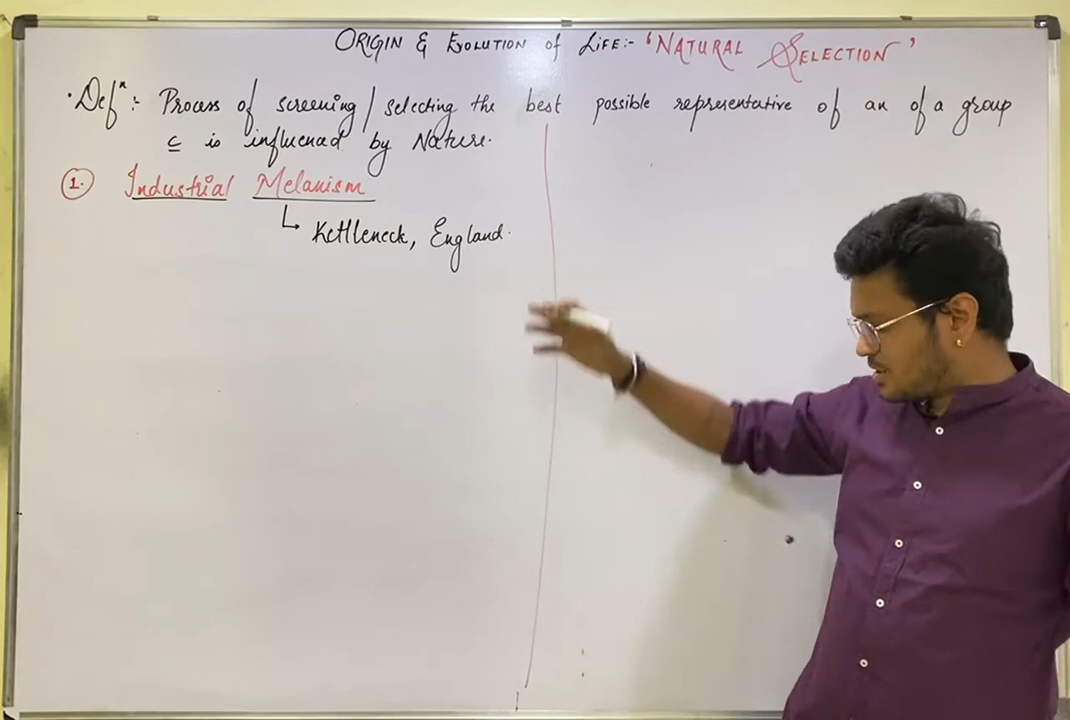 ORIGIN & EVOLUTION of LIFE:- 'NATURAL SELECTION'
·Defⁿ:- Process of screening/selecting the best possible representative of an of a group
c̲ is influenced by Nature.
1. Industrial Melanism
↳ Kettleneck, England.